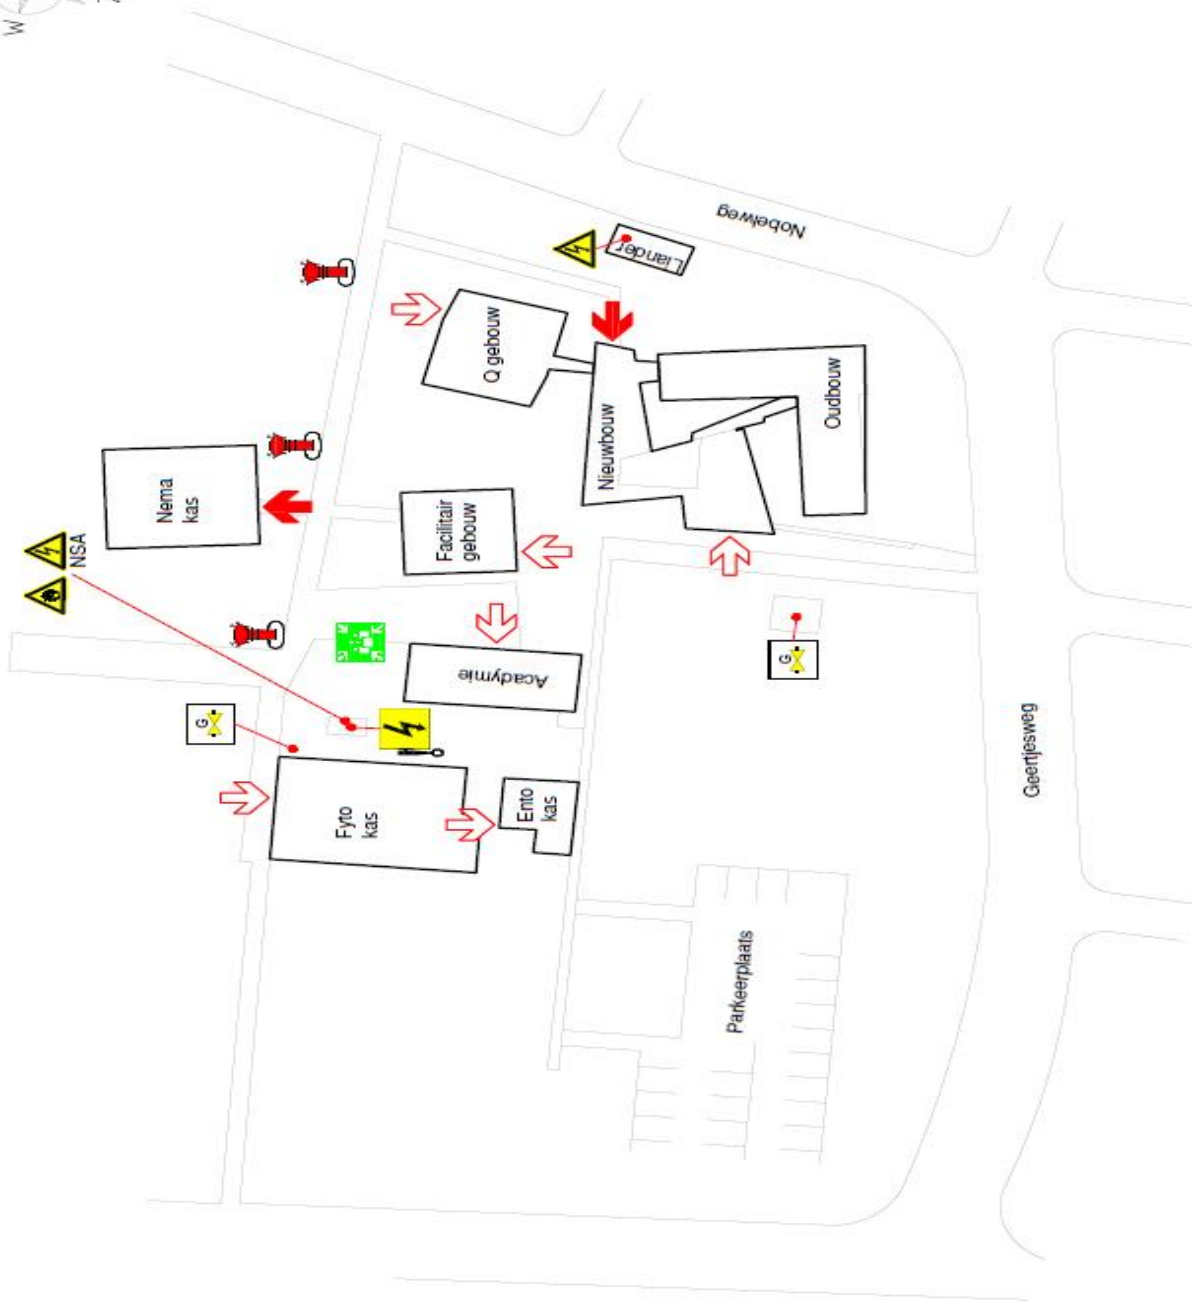 W
Nobelweg
Liander
Q gebouw
Nieuwbouw
Oudbouw
Nema
kas
Facilitair
gebouw
NSA
Acadymie
G
G
Fyto
kas
Ento
kas
Geertjesweg
Parkeerplaats